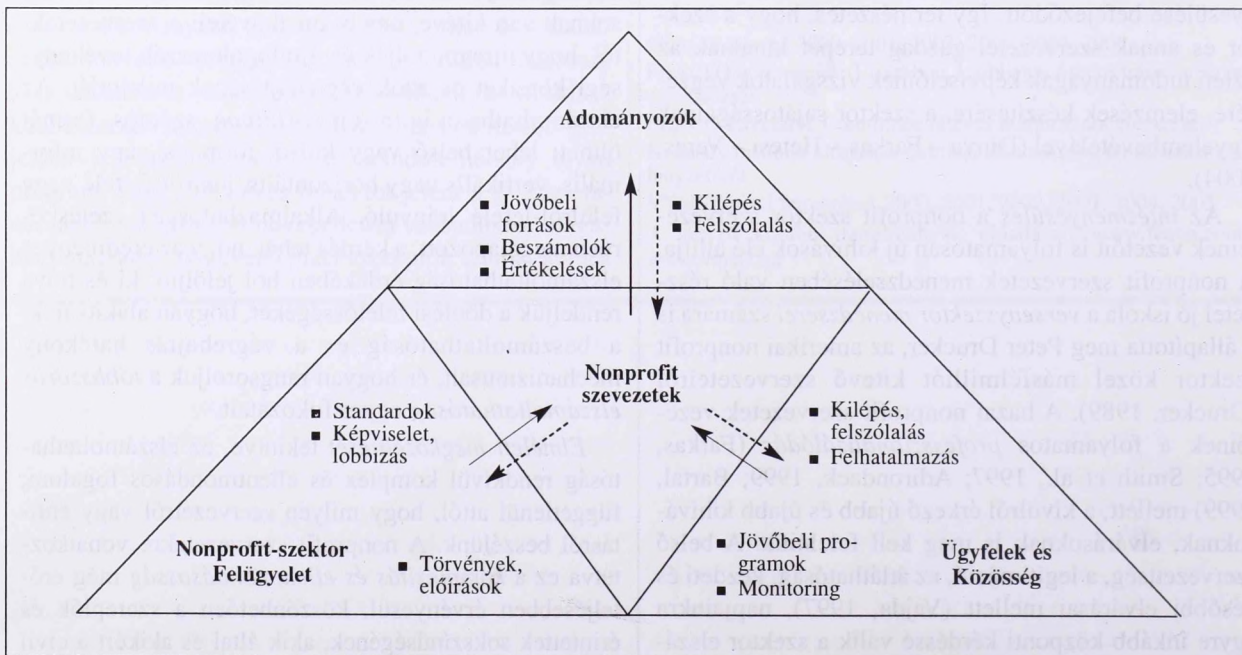 Adományozók
Jövőbeli
források
Beszámolók
Értékelések
Kilépés
Felszólalás
Nonprofit
szevezetek
Standardok
Képviselet,
lobbizás
Kilépés,
felszólalás
Felhatalmazás
Nonprofit-szektor
Felügyelet
Törvények,
előírások
Jövőbeli pro-
gramok
Monitoring
Ügyfelek és
Közösség